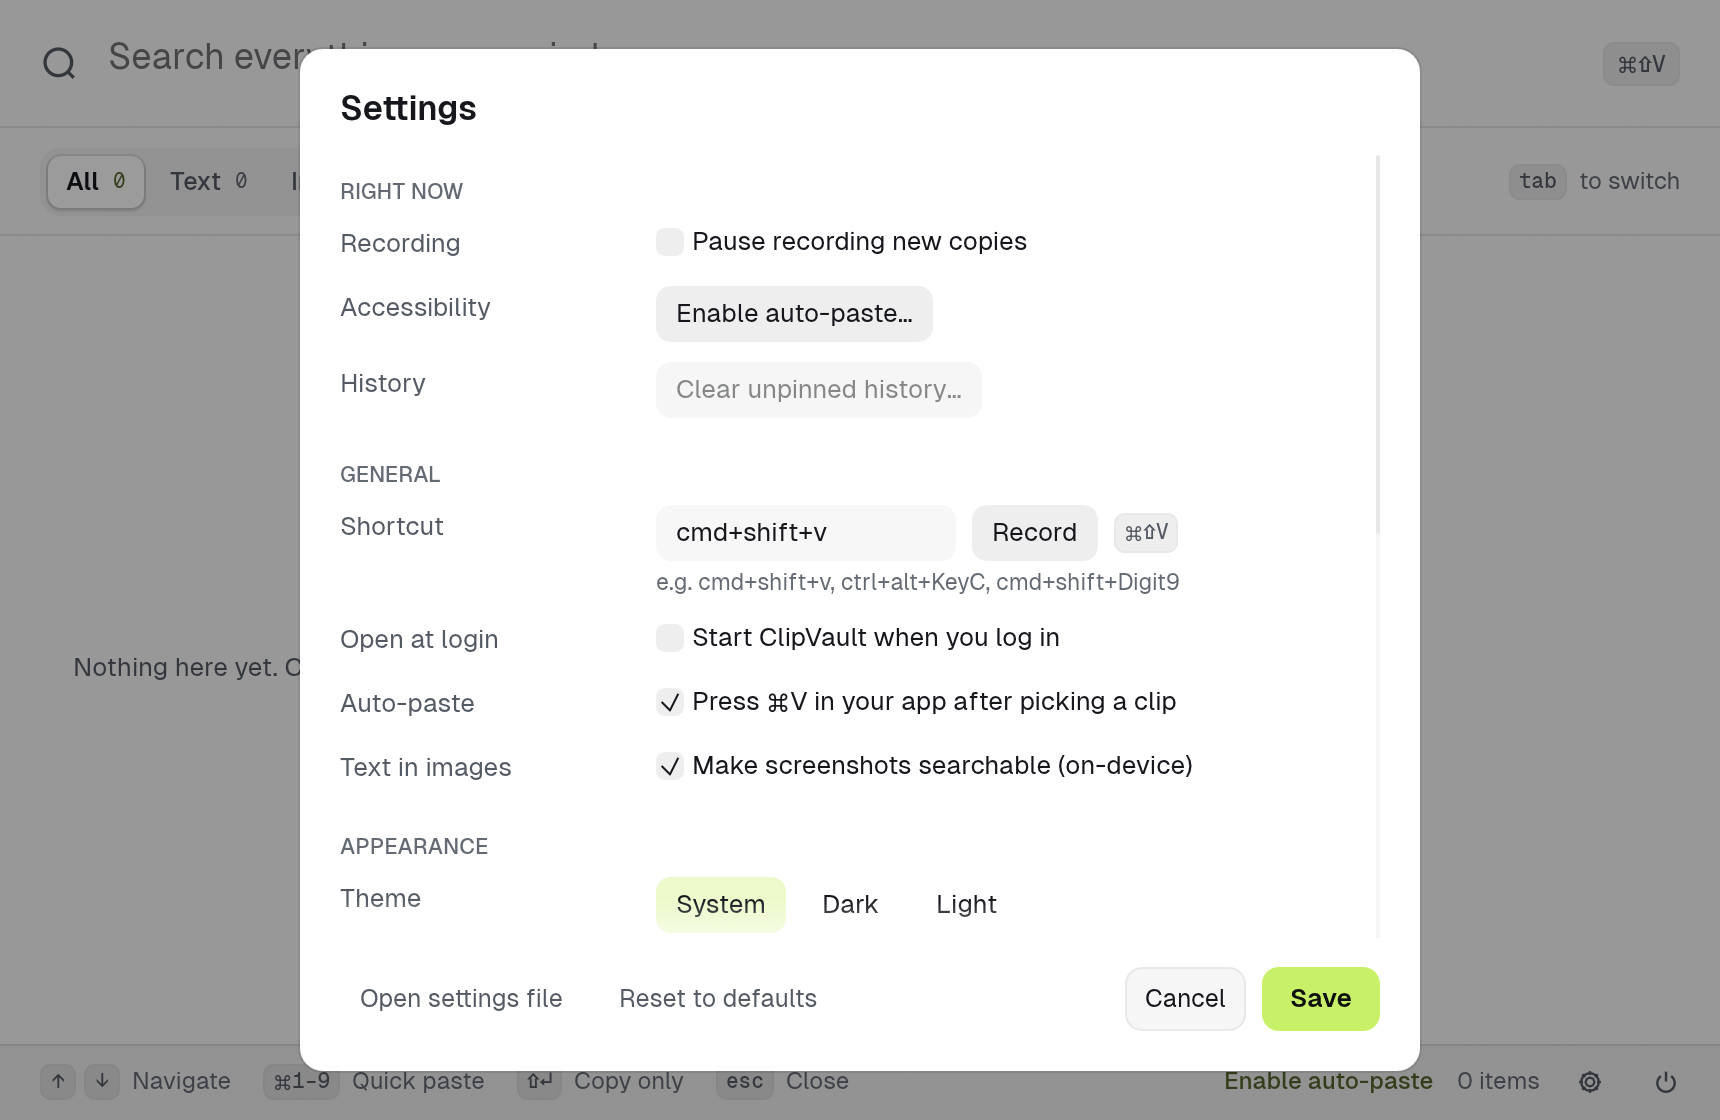 Search ever
⌘⇧V
Settings
All 0
Text 0
tab to switch
RIGHT NOW
Recording
Pause recording new copies
Accessibility
Enable auto-paste...
History
Clear unpinned history...
GENERAL
Shortcut
cmd+shift+v
Record
⌘⇧V
e.g. cmd+shift+v, ctrl+alt+KeyC, cmd+shift+Digit9
Open at login
Start ClipVault when you log in
Nothing here yet.
Auto-paste
Press ⌘V in your app after picking a clip
Text in images
Make screenshots searchable (on-device)
APPEARANCE
Theme
System
Dark
Light
Open settings file
Reset to defaults
Cancel
Save
↑ ↓ Navigate
⌘1-9 Quick paste
⇧↵ Copy only
esc Close
Enable auto-paste
0 items